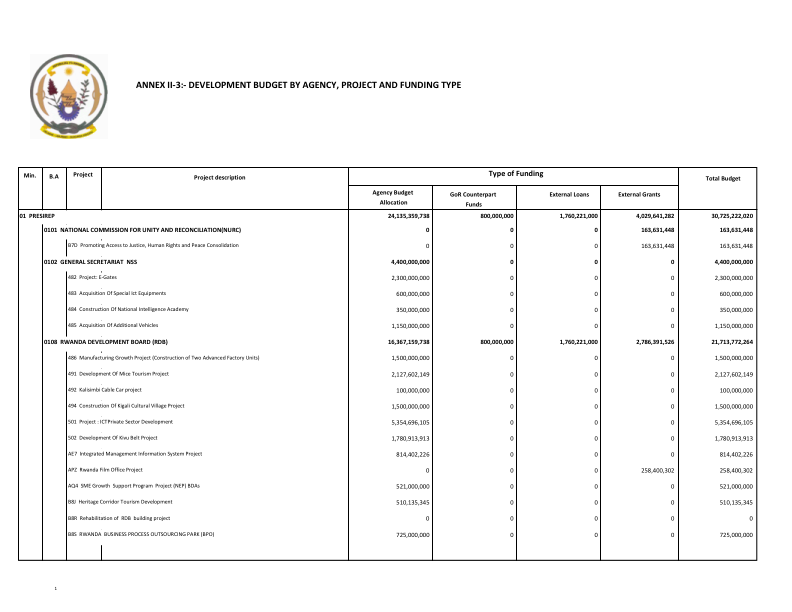 ANNEX II-3:- DEVELOPMENT BUDGET BY AGENCY, PROJECT AND FUNDING TYPE
Min. B.A Project Project description Type of Funding Total Budget
Agency Budget Allocation GoR Counterpart Funds External Loans External Grants
01 PRESIREP 24,135,359,738 800,000,000 1,760,221,000 4,029,641,282 30,725,222,020
0101 NATIONAL COMMISSION FOR UNITY AND RECONCILIATION(NURC) 0 0 0 163,631,448 163,631,448
B7D Promoting Access to Justice, Human Rights and Peace Consolidation 0 0 0 163,631,448 163,631,448
0102 GENERAL SECRETARIAT NSS 4,400,000,000 0 0 0 4,400,000,000
482 Project: E-Gates 2,300,000,000 0 0 0 2,300,000,000
483 Acquisition Of Special Ict Equipments 600,000,000 0 0 0 600,000,000
484 Construction Of National Intelligence Academy 350,000,000 0 0 0 350,000,000
485 Acquisition Of Additional Vehicles 1,150,000,000 0 0 0 1,150,000,000
0108 RWANDA DEVELOPMENT BOARD (RDB) 16,367,159,738 800,000,000 1,760,221,000 2,786,391,526 21,713,772,264
486 Manufacturing Growth Project (Construction of Two Advanced Factory Units) 1,500,000,000 0 0 0 1,500,000,000
491 Development Of Mice Tourism Project 2,127,602,149 0 0 0 2,127,602,149
492 Kalisimbi Cable Car project 100,000,000 0 0 0 100,000,000
494 Construction Of Kigali Cultural Village Project 1,500,000,000 0 0 0 1,500,000,000
501 Project : ICTPrivate Sector Development 5,354,696,105 0 0 0 5,354,696,105
502 Development Of Kivu Belt Project 1,780,913,913 0 0 0 1,780,913,913
AE7 Integrated Management Information System Project 814,402,226 0 0 0 814,402,226
APZ Rwanda Film Office Project 0 0 0 258,400,302 258,400,302
AQ4 SME Growth Support Program Project (NEP) BDAs 521,000,000 0 0 0 521,000,000
B8J Heritage Corridor Tourism Development 510,135,345 0 0 0 510,135,345
B8R Rehabilitation of RDB building project 0 0 0 0 0
B8S RWANDA BUSINESS PROCESS OUTSOURCING PARK (BPO) 725,000,000 0 0 0 725,000,000
1